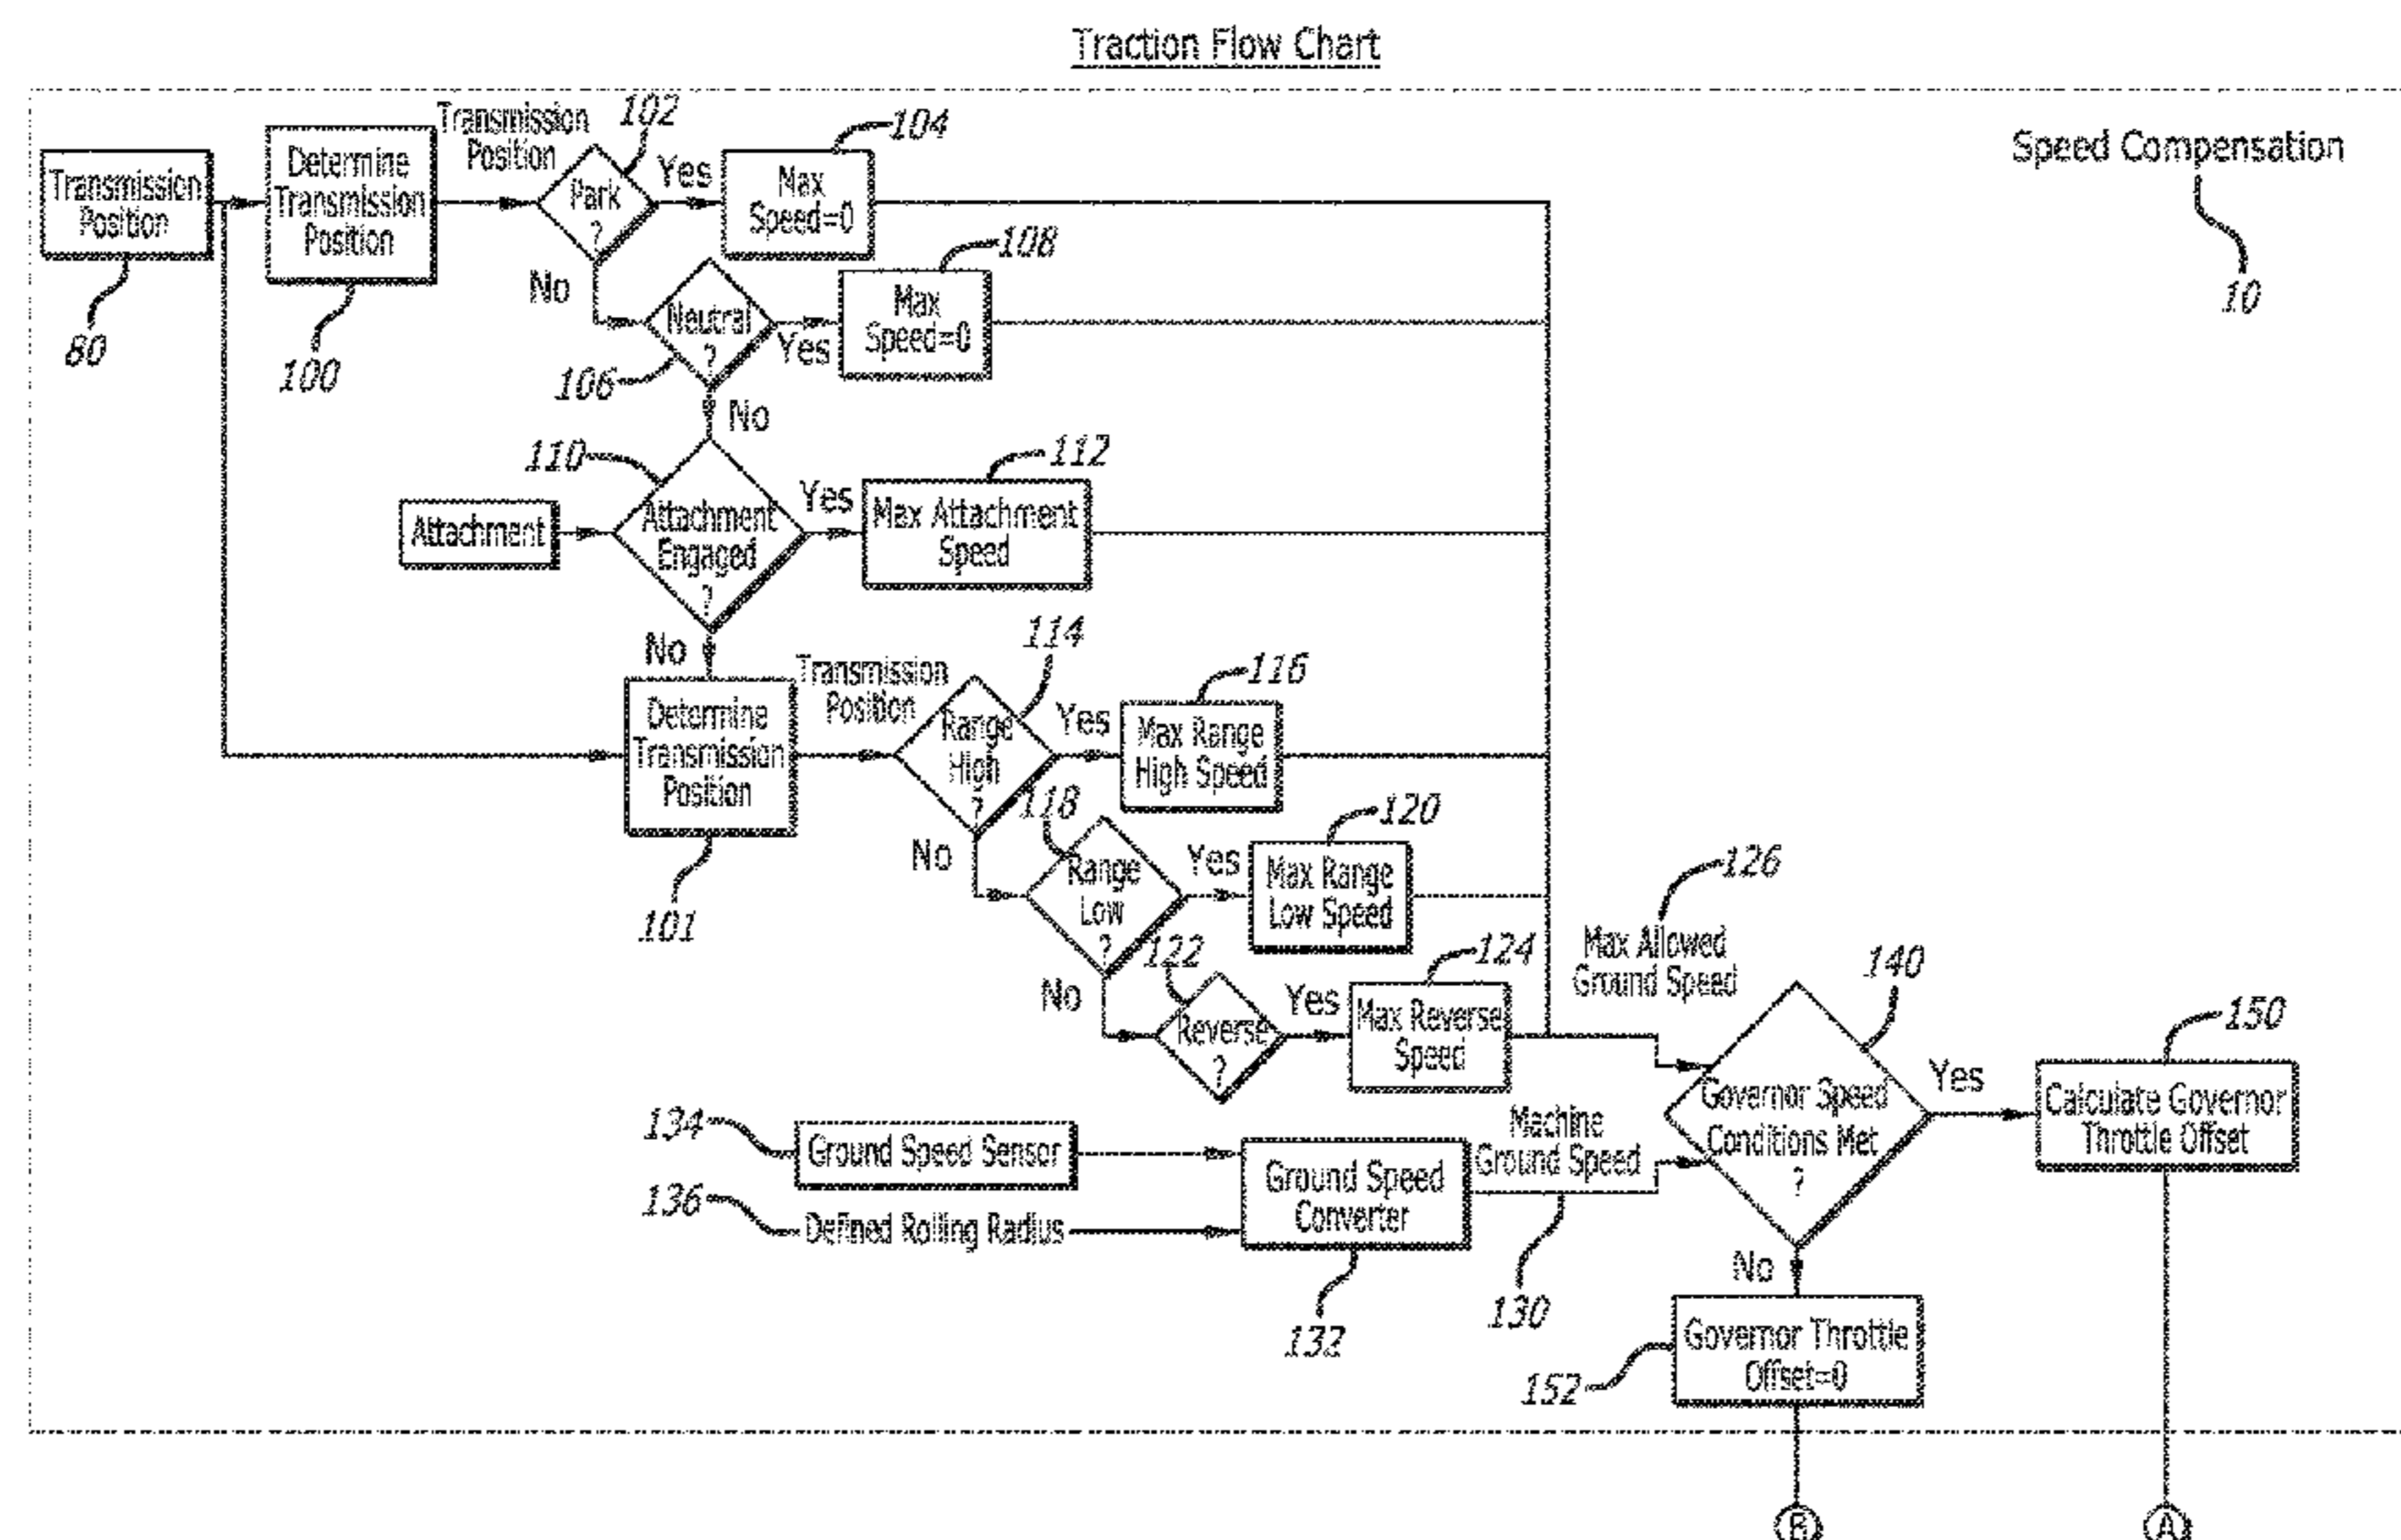 Traction Flow Chart
Speed Compensation
10
Transmission
Position
80
Determine
Transmission
Position
100
Transmission
Position
102
Park
?
Yes
No
104
Max
Speed=0
Neutral
?
106
Yes
No
108
Max
Speed=0
Attachment
110
Attachment
Engaged
?
Yes
No
112
Max Attachment
Speed
Determine
Transmission
Position
101
Transmission
Position
114
Range
High
?
Yes
No
116
Max Range
High Speed
118
Range
Low
?
Yes
No
120
Max Range
Low Speed
122
Reverse
?
Yes
124
Max Reverse
Speed
126
Max Allowed
Ground Speed
134
Ground Speed Sensor
136
Defined Rolling Radius
Ground Speed
Converter
132
Machine
Ground Speed
130
140
Governor Speed
Conditions Met
?
Yes
No
150
Calculate Governor
Throttle Offset
152
Governor Throttle
Offset=0
B
A